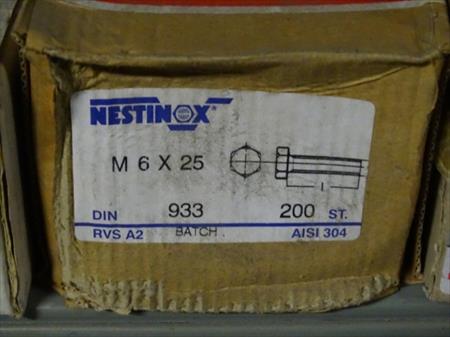 NESTINOX
M 6 X 25
l
DIN 933 200 ST.
RVS A2 BATCH. AISI 304